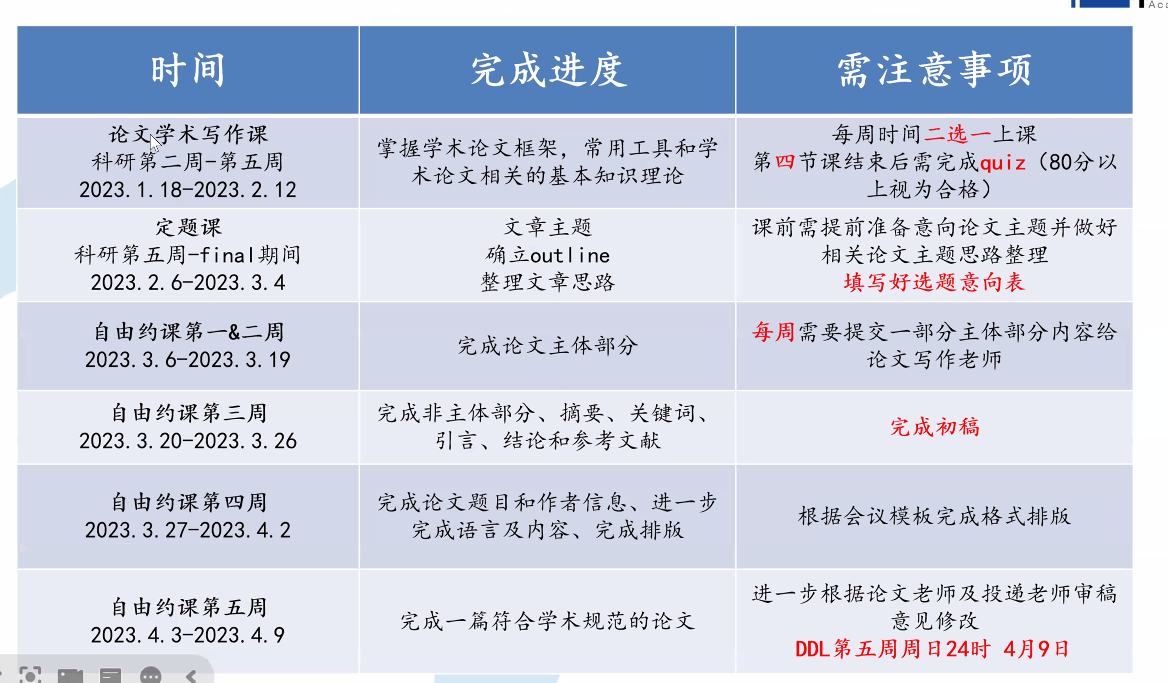 Aca
时间
完成进度
需注意事项
论文学术写作课
科研第二周-第五周
2023.1.18-2023.2.12
掌握学术论文框架，常用工具和学
术论文相关的基本知识理论
每周时间二选一上课
第四节课结束后需完成quiz（80分以
上视为合格）
定题课
科研第五周-final期间
2023.2.6-2023.3.4
文章主题
确立outline
整理文章思路
课前需提前准备意向论文主题并做好
相关论文主题思路整理
填写好选题意向表
自由约课第一&二周
2023.3.6-2023.3.19
完成论文主体部分
每周需要提交一部分主体部分内容给
论文写作老师
自由约课第三周
2023.3.20-2023.3.26
完成非主体部分、摘要、关键词、
引言、结论和参考文献
完成初稿
自由约课第四周
2023.3.27-2023.4.2
完成论文题目和作者信息、进一步
完成语言及内容、完成排版
根据会议模板完成格式排版
自由约课第五周
2023.4.3-2023.4.9
完成一篇符合学术规范的论文
进一步根据论文老师及投递老师审稿
意见修改
DDL第五周周日24时 4月9日